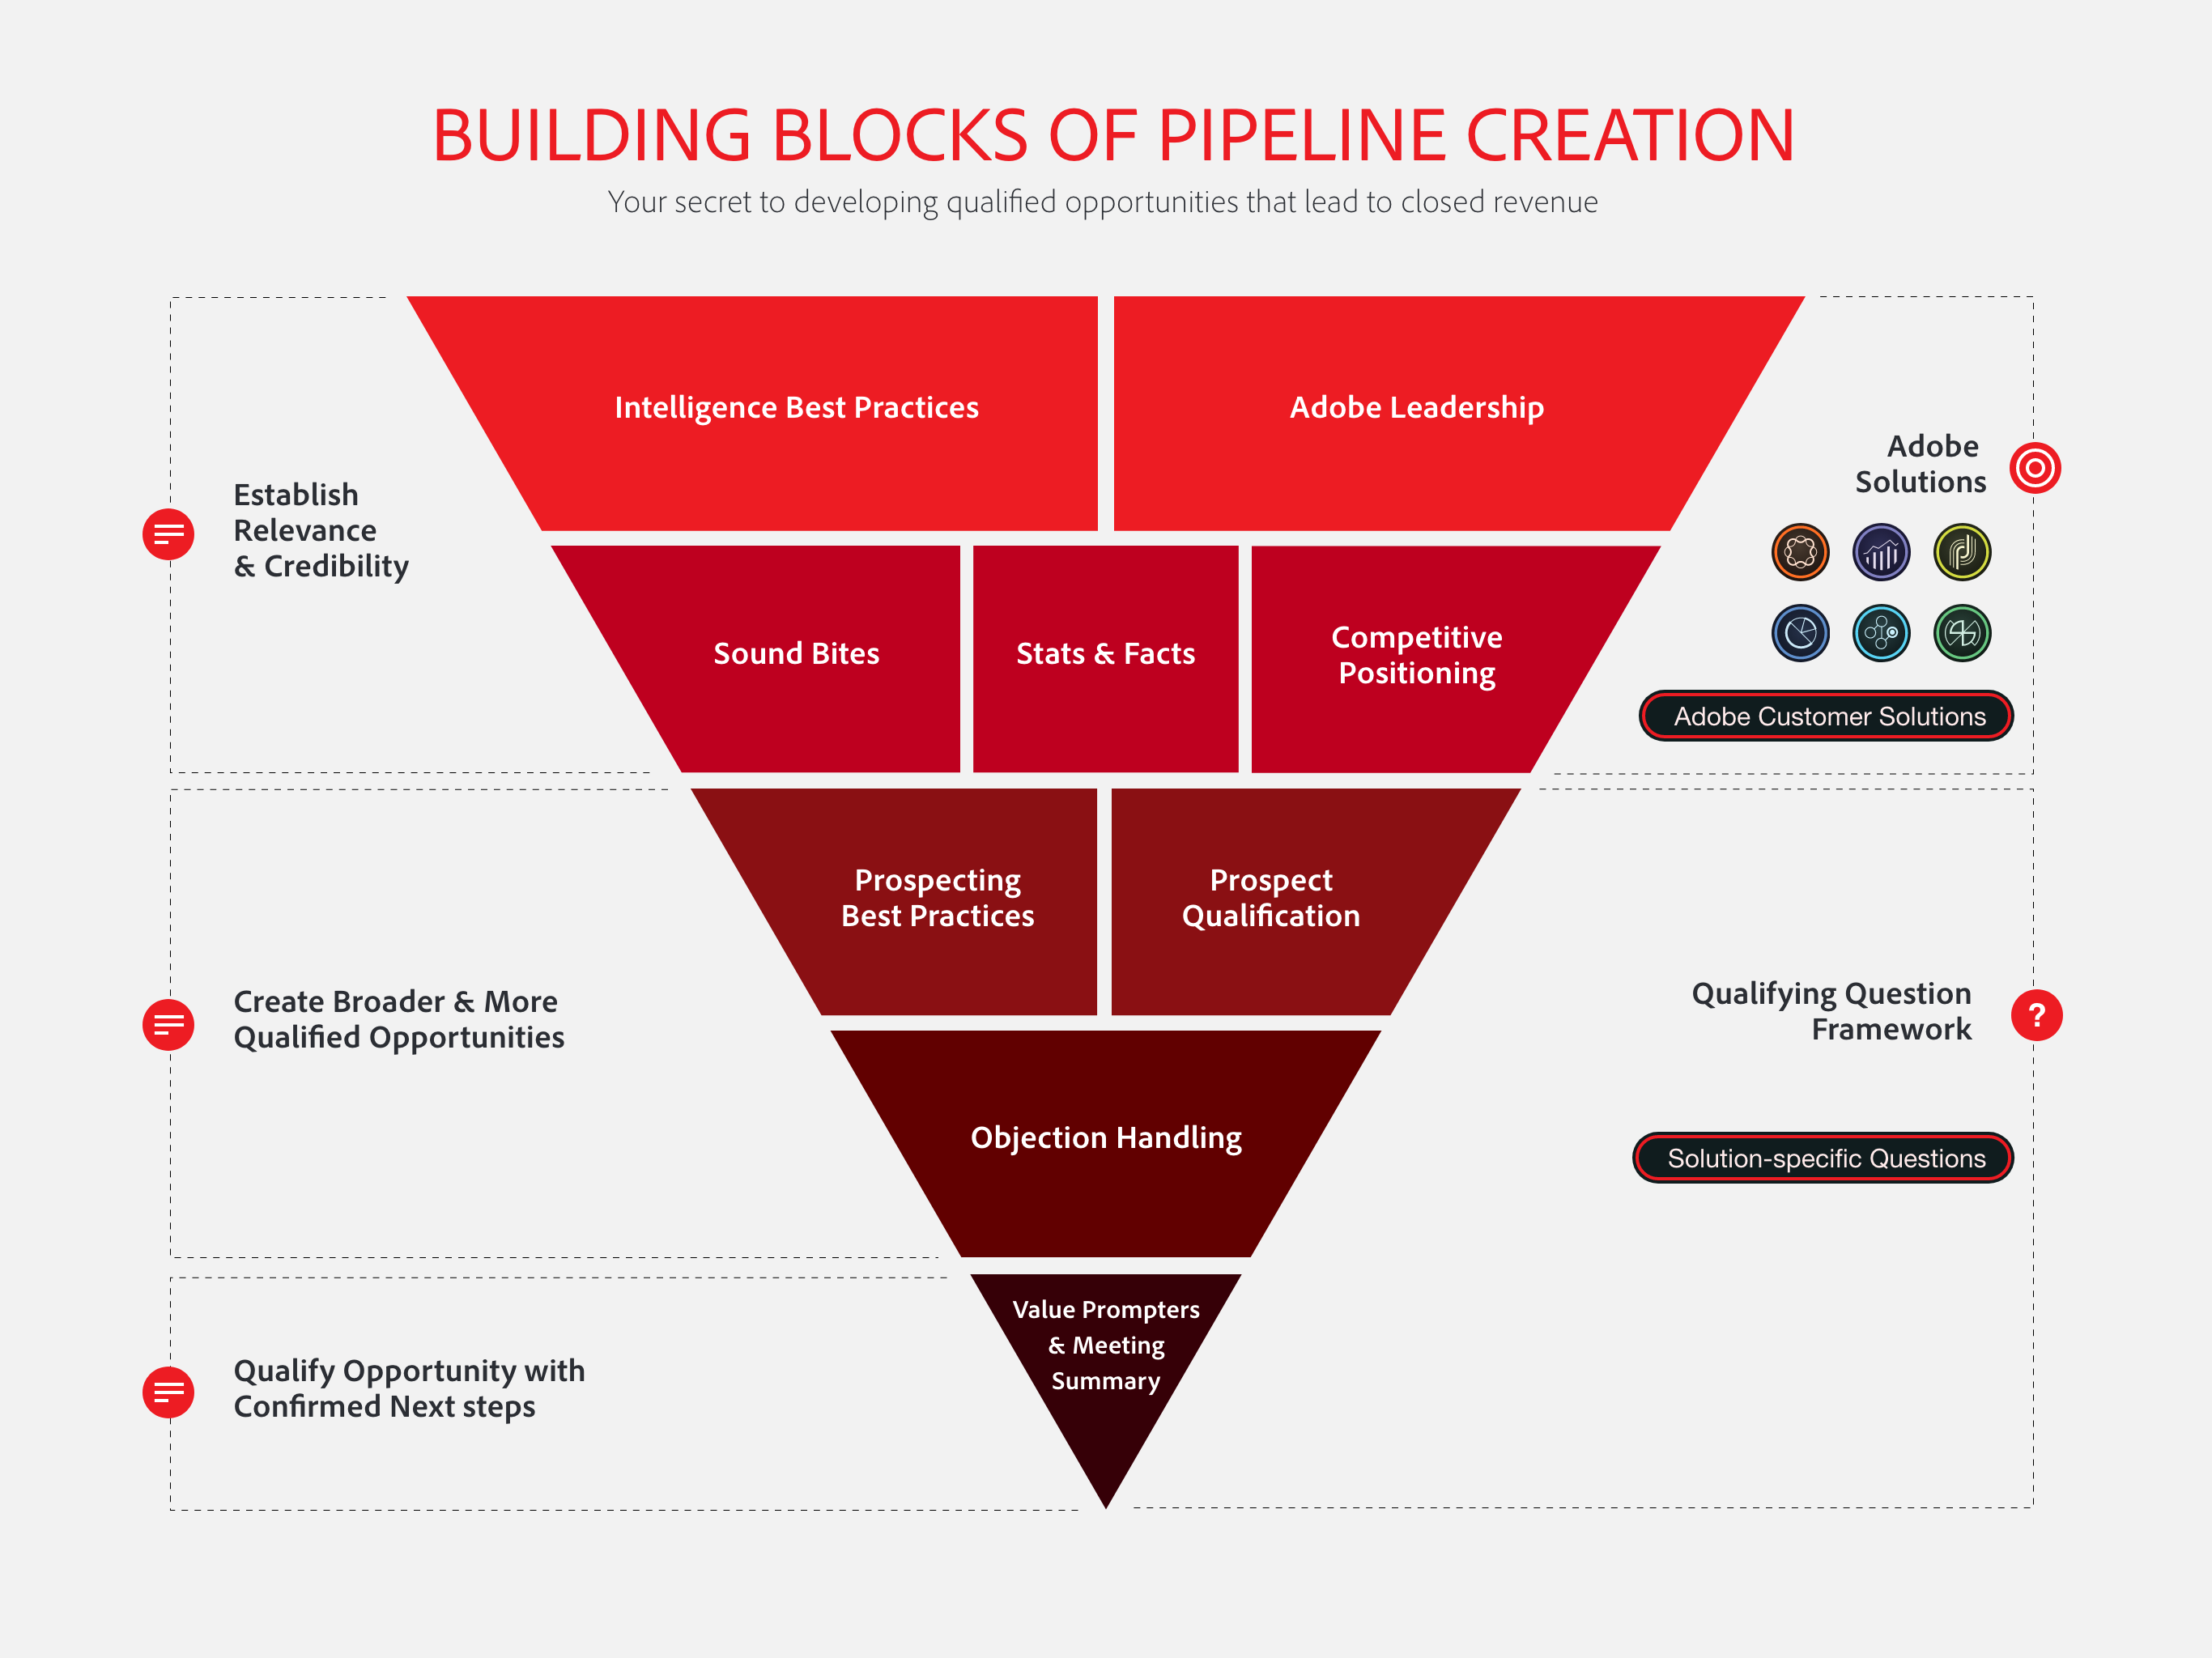 BUILDING BLOCKS OF PIPELINE CREATION
Your secret to developing qualified opportunities that lead to closed revenue
Intelligence Best Practices
Adobe Leadership
Establish
Relevance
& Credibility
Adobe
Solutions
Sound Bites
Stats & Facts
Competitive
Positioning
Adobe Customer Solutions
Prospecting
Best Practices
Prospect
Qualification
Create Broader & More
Qualified Opportunities
Qualifying Question
Framework
?
Objection Handling
Solution-specific Questions
Value Prompters
& Meeting
Summary
Qualify Opportunity with
Confirmed Next steps